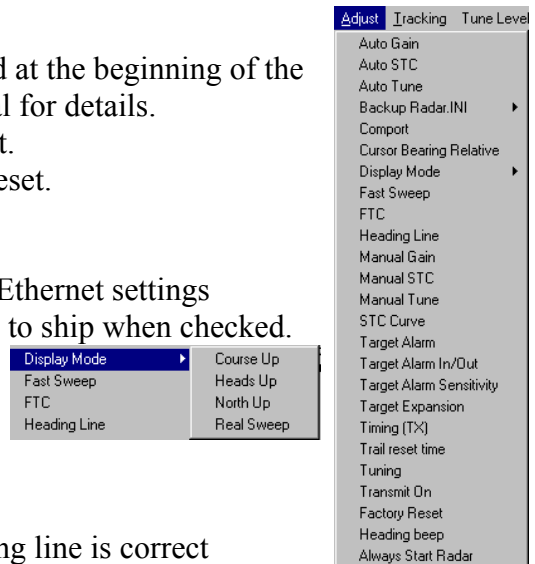 d at the beginning of the
al for details.
t.
eset.
Ethernet settings
to ship when checked.
Display Mode
Fast Sweep
FTC
Heading Line
Course Up
Heads Up
North Up
Real Sweep
ng line is correct
Adjust Tracking Tune Level
Auto Gain
Auto STC
Auto Tune
Backup Radar.INI
Comport
Cursor Bearing Relative
Display Mode
Fast Sweep
FTC
Heading Line
Manual Gain
Manual STC
Manual Tune
STC Curve
Target Alarm
Target Alarm In/Out
Target Alarm Sensitivity
Target Expansion
Timing (TX)
Trail reset time
Tuning
Transmit On
Factory Reset
Heading beep
Always Start Radar